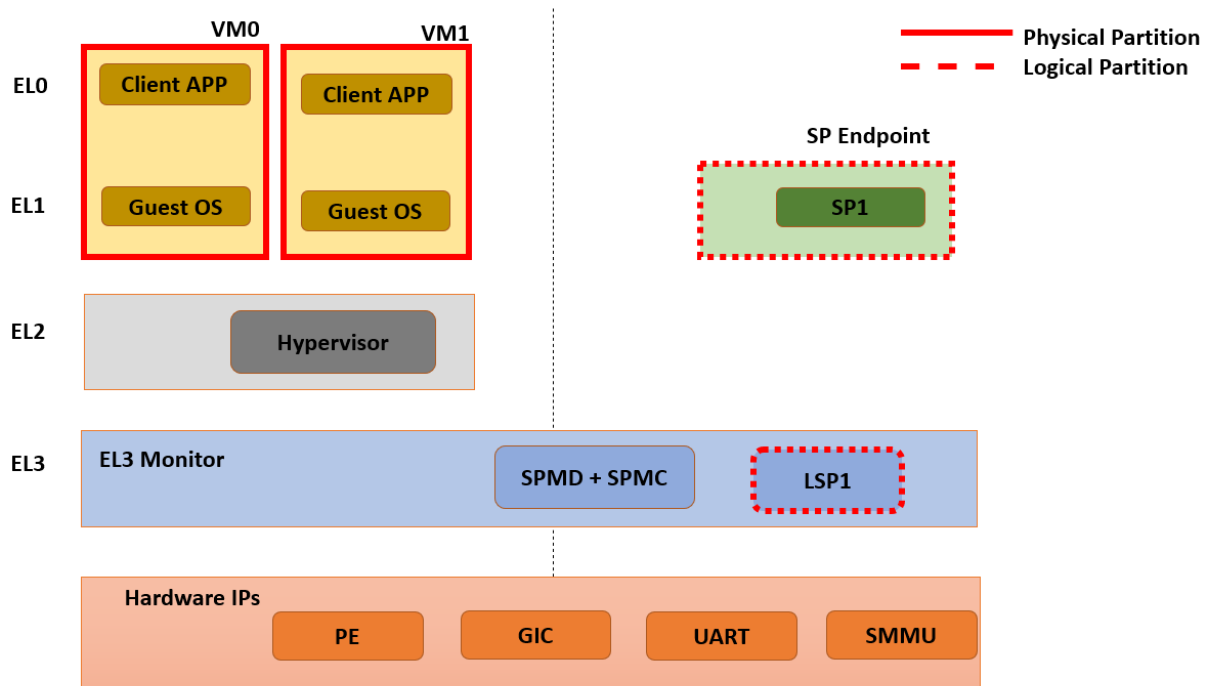 VM0
VM1
Physical Partition
Logical Partition
EL0
Client APP
Client APP
SP Endpoint
EL1
Guest OS
Guest OS
SP1
EL2
Hypervisor
EL3
EL3 Monitor
SPMD + SPMC
LSP1
Hardware IPs
PE
GIC
UART
SMMU